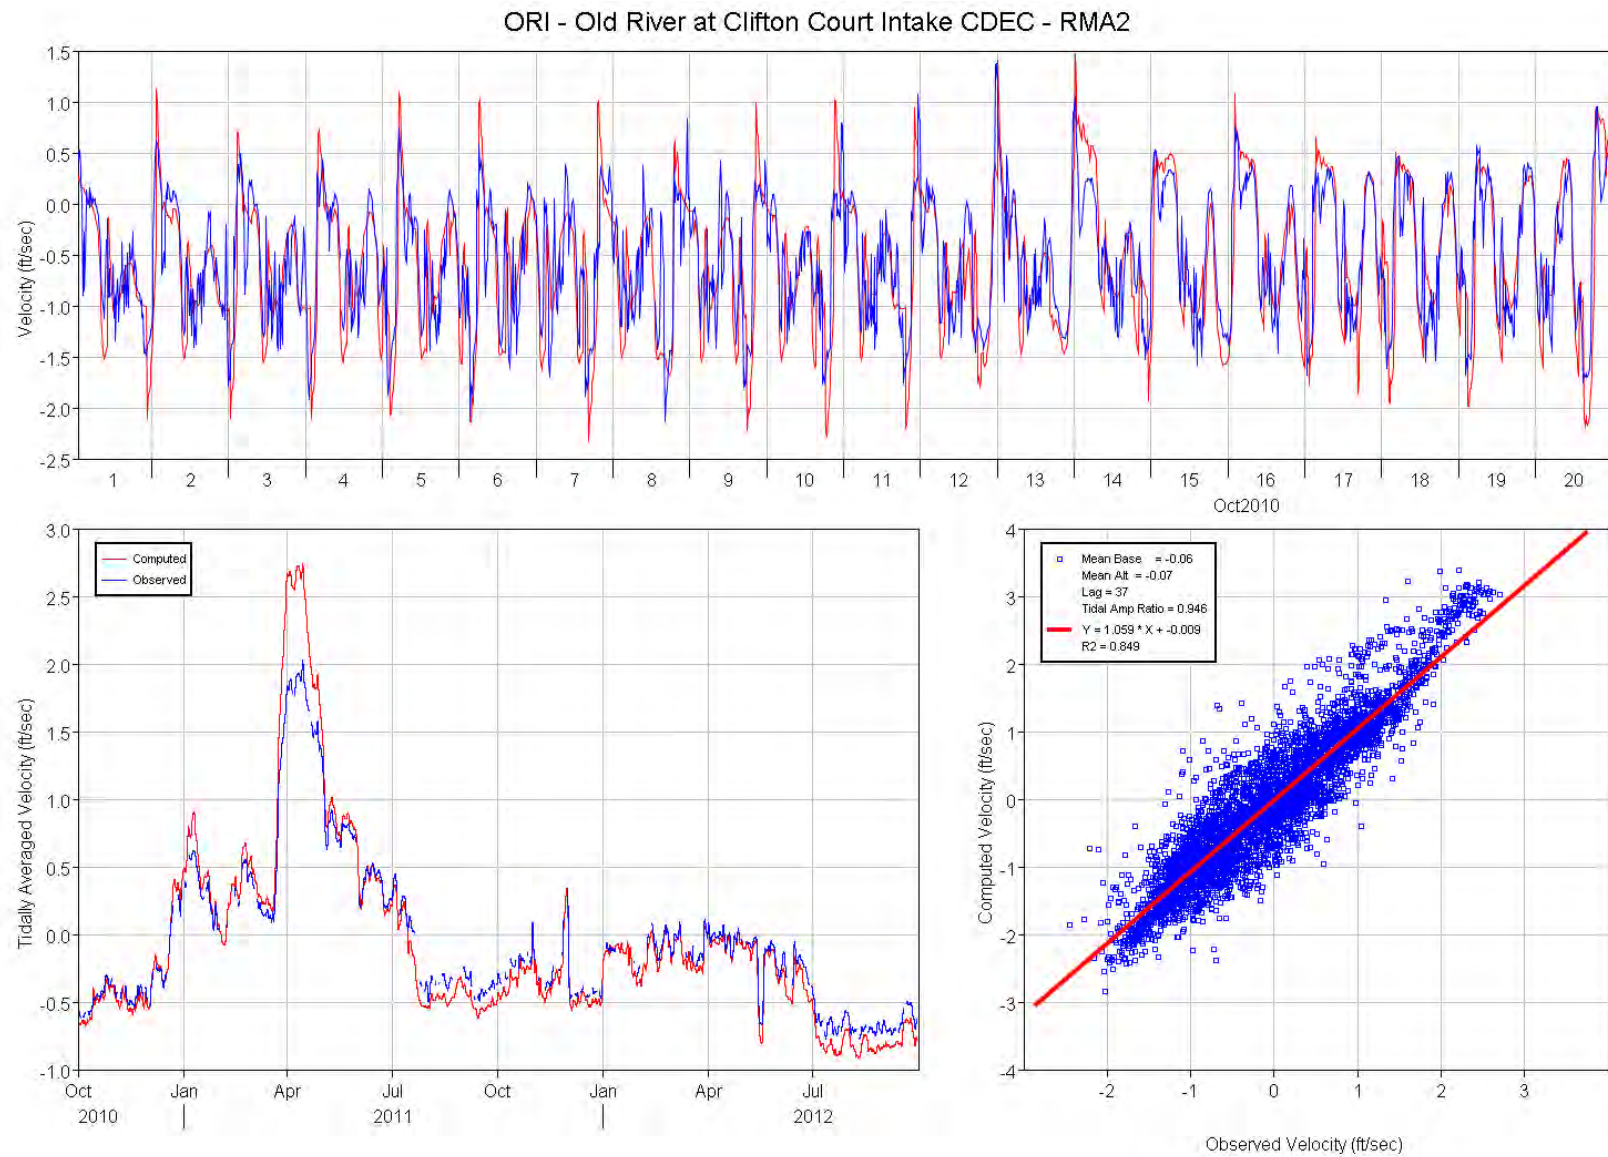 ORI - Old River at Clifton Court Intake CDEC - RMA2
1.5
1.0
0.5
0.0
-0.5
-1.0
-1.5
-2.0
-2.5
Velocity (ft/sec)
1 2 3 4 5 6 7 8 9 10 11 12 13 14 15 16 17 18 19 20
Oct2010
3.0
2.5
2.0
1.5
1.0
0.5
0.0
-0.5
-1.0
Tidally Averaged Velocity (ft/sec)
Computed
Observed
Oct Jan Apr Jul Oct Jan Apr Jul
2010 2011 2012
4
3
2
1
0
-1
-2
-3
-4
Computed Velocity (ft/sec)
Mean Base = -0.06
Mean Alt = -0.07
Lag = 37
Tidal Amp Ratio = 0.946
Y = 1.059 * X + -0.009
R2 = 0.849
-2 -1 0 1 2 3
Observed Velocity (ft/sec)